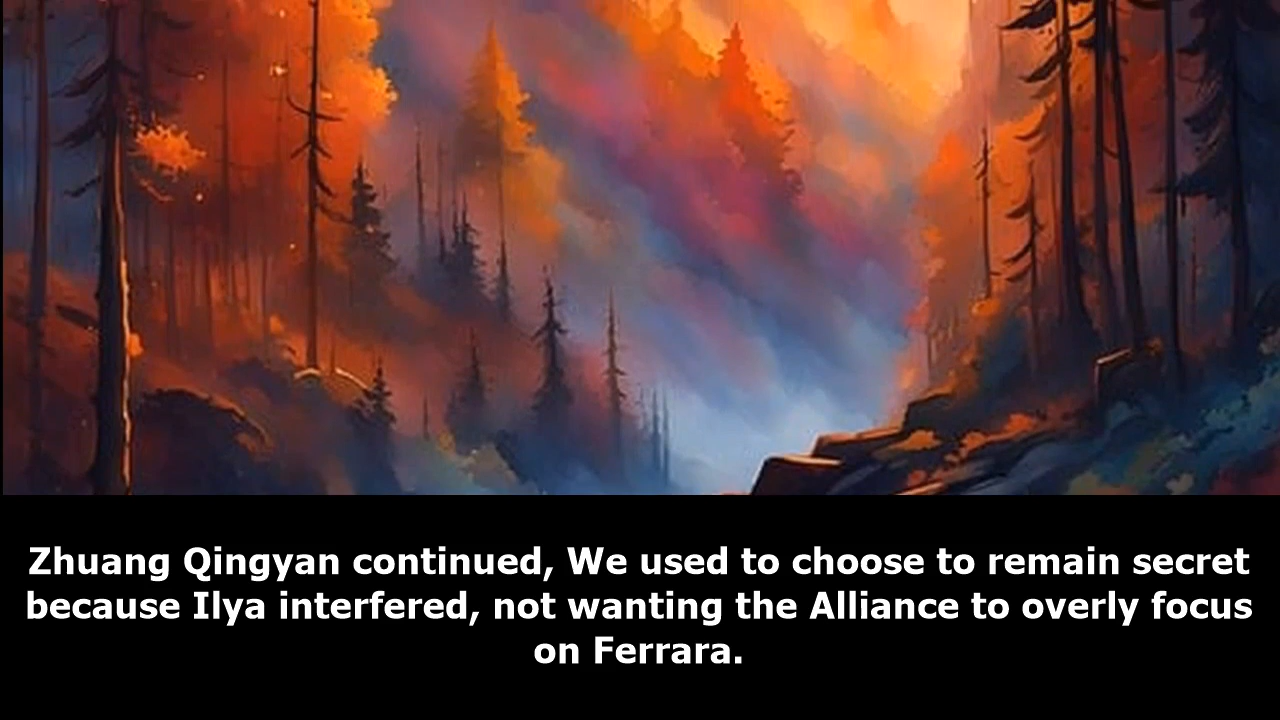 Zhuang Qingyan continued, We used to choose to remain secret
because Ilya interfered, not wanting the Alliance to overly focus
on Ferrara.